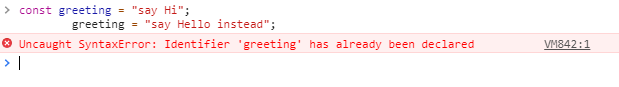 const greeting = "say Hi";
greeting = "say Hello instead";
Uncaught SyntaxError: Identifier 'greeting' has already been declared VM842:1